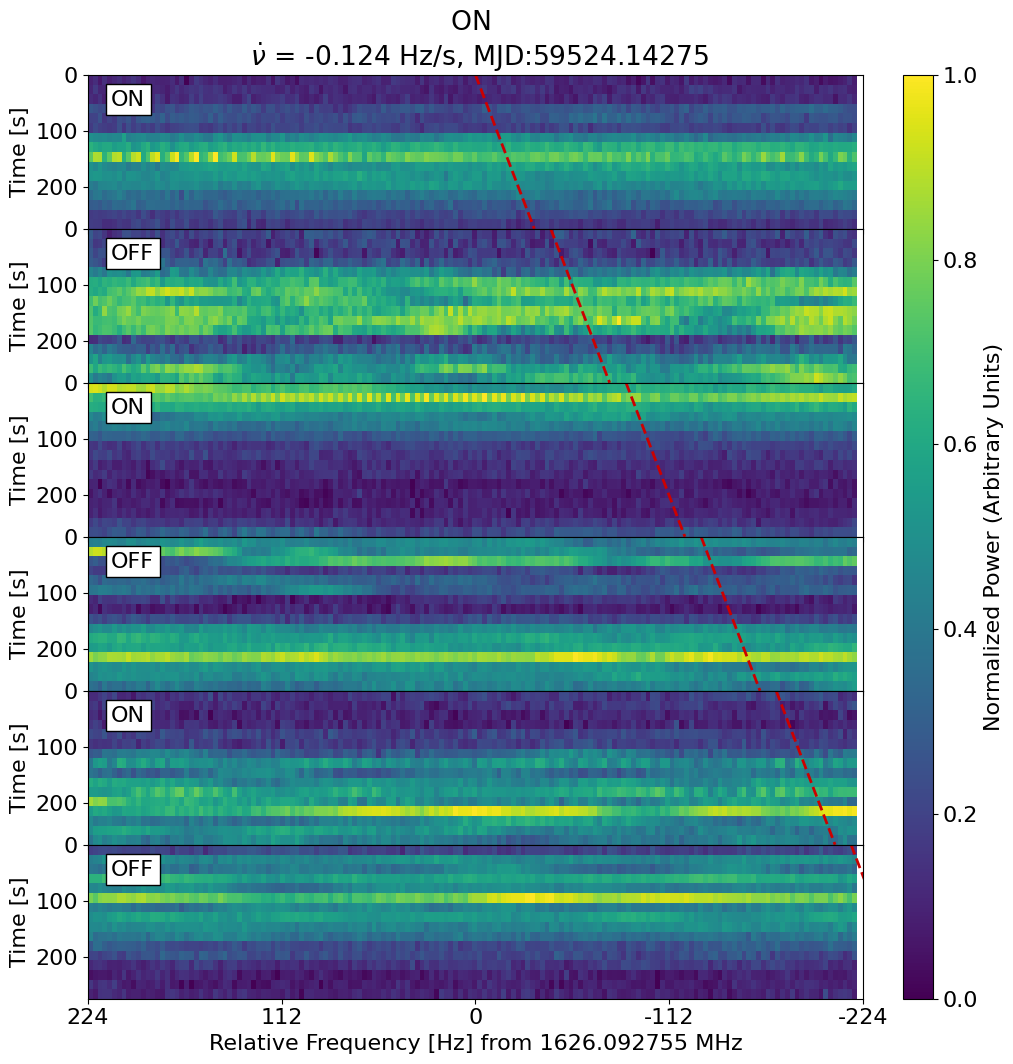 ON
ν̇ = -0.124 Hz/s, MJD:59524.14275
0
ON
100
Time [s]
200
0
OFF
100
Time [s]
200
0
ON
100
Time [s]
200
0
OFF
100
Time [s]
200
0
ON
100
Time [s]
200
0
OFF
100
Time [s]
200
224 112 0 -112 -224
Relative Frequency [Hz] from 1626.092755 MHz
1.0
0.8
0.6
0.4
0.2
0.0
Normalized Power (Arbitrary Units)